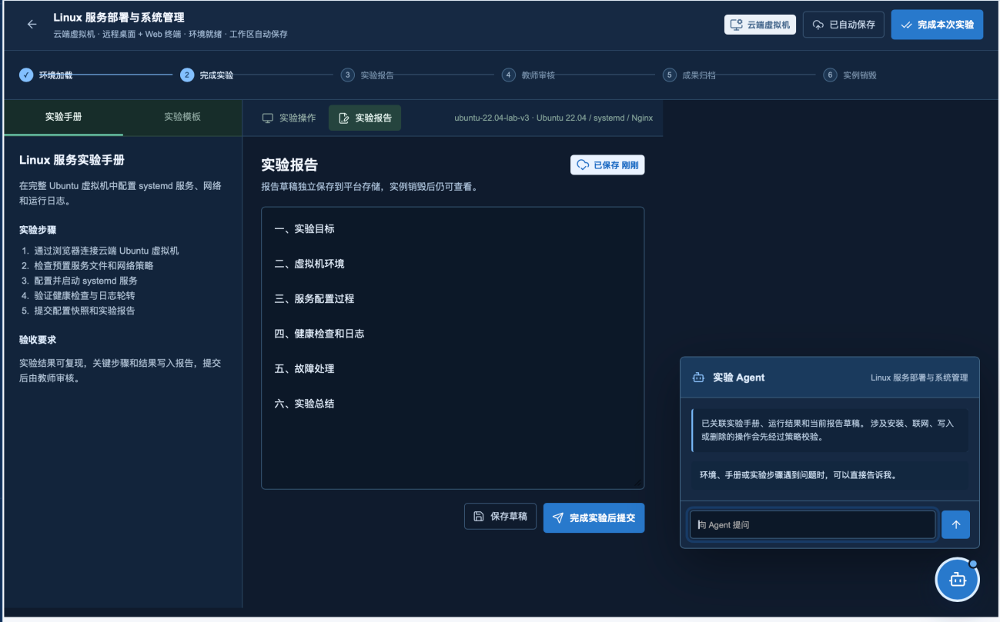 Linux 服务部署与系统管理
云端虚拟机 · 远程桌面 + Web 终端 · 环境就绪 · 工作区自动保存
云端虚拟机
已自动保存
完成本次实验
环境加载
2 完成实验
3 实验报告
4 教师审核
5 成果归档
6 实例销毁
实验手册
实验模板
Linux 服务实验手册
在完整 Ubuntu 虚拟机中配置 systemd 服务、网络
和运行日志。
实验步骤
1. 通过浏览器连接云端 Ubuntu 虚拟机
2. 检查预置服务文件和网络策略
3. 配置并启动 systemd 服务
4. 验证健康检查与日志轮转
5. 提交配置快照和实验报告
验收要求
实验结果可复现，关键步骤和结果写入报告，提交
后由教师审核。
实验操作
实验报告
ubuntu-22.04-lab-v3 · Ubuntu 22.04 / systemd / Nginx
实验报告
已保存 刚刚
报告草稿独立保存到平台存储，实例销毁后仍可查看。
一、实验目标
二、虚拟机环境
三、服务配置过程
四、健康检查和日志
五、故障处理
六、实验总结
保存草稿
完成实验后提交
实验 Agent
Linux 服务部署与系统管理
已关联实验手册、运行结果和当前报告草稿。 涉及安装、联网、写入
或删除的操作会先经过策略校验。
环境、手册或实验步骤遇到问题时，可以直接告诉我。
向 Agent 提问